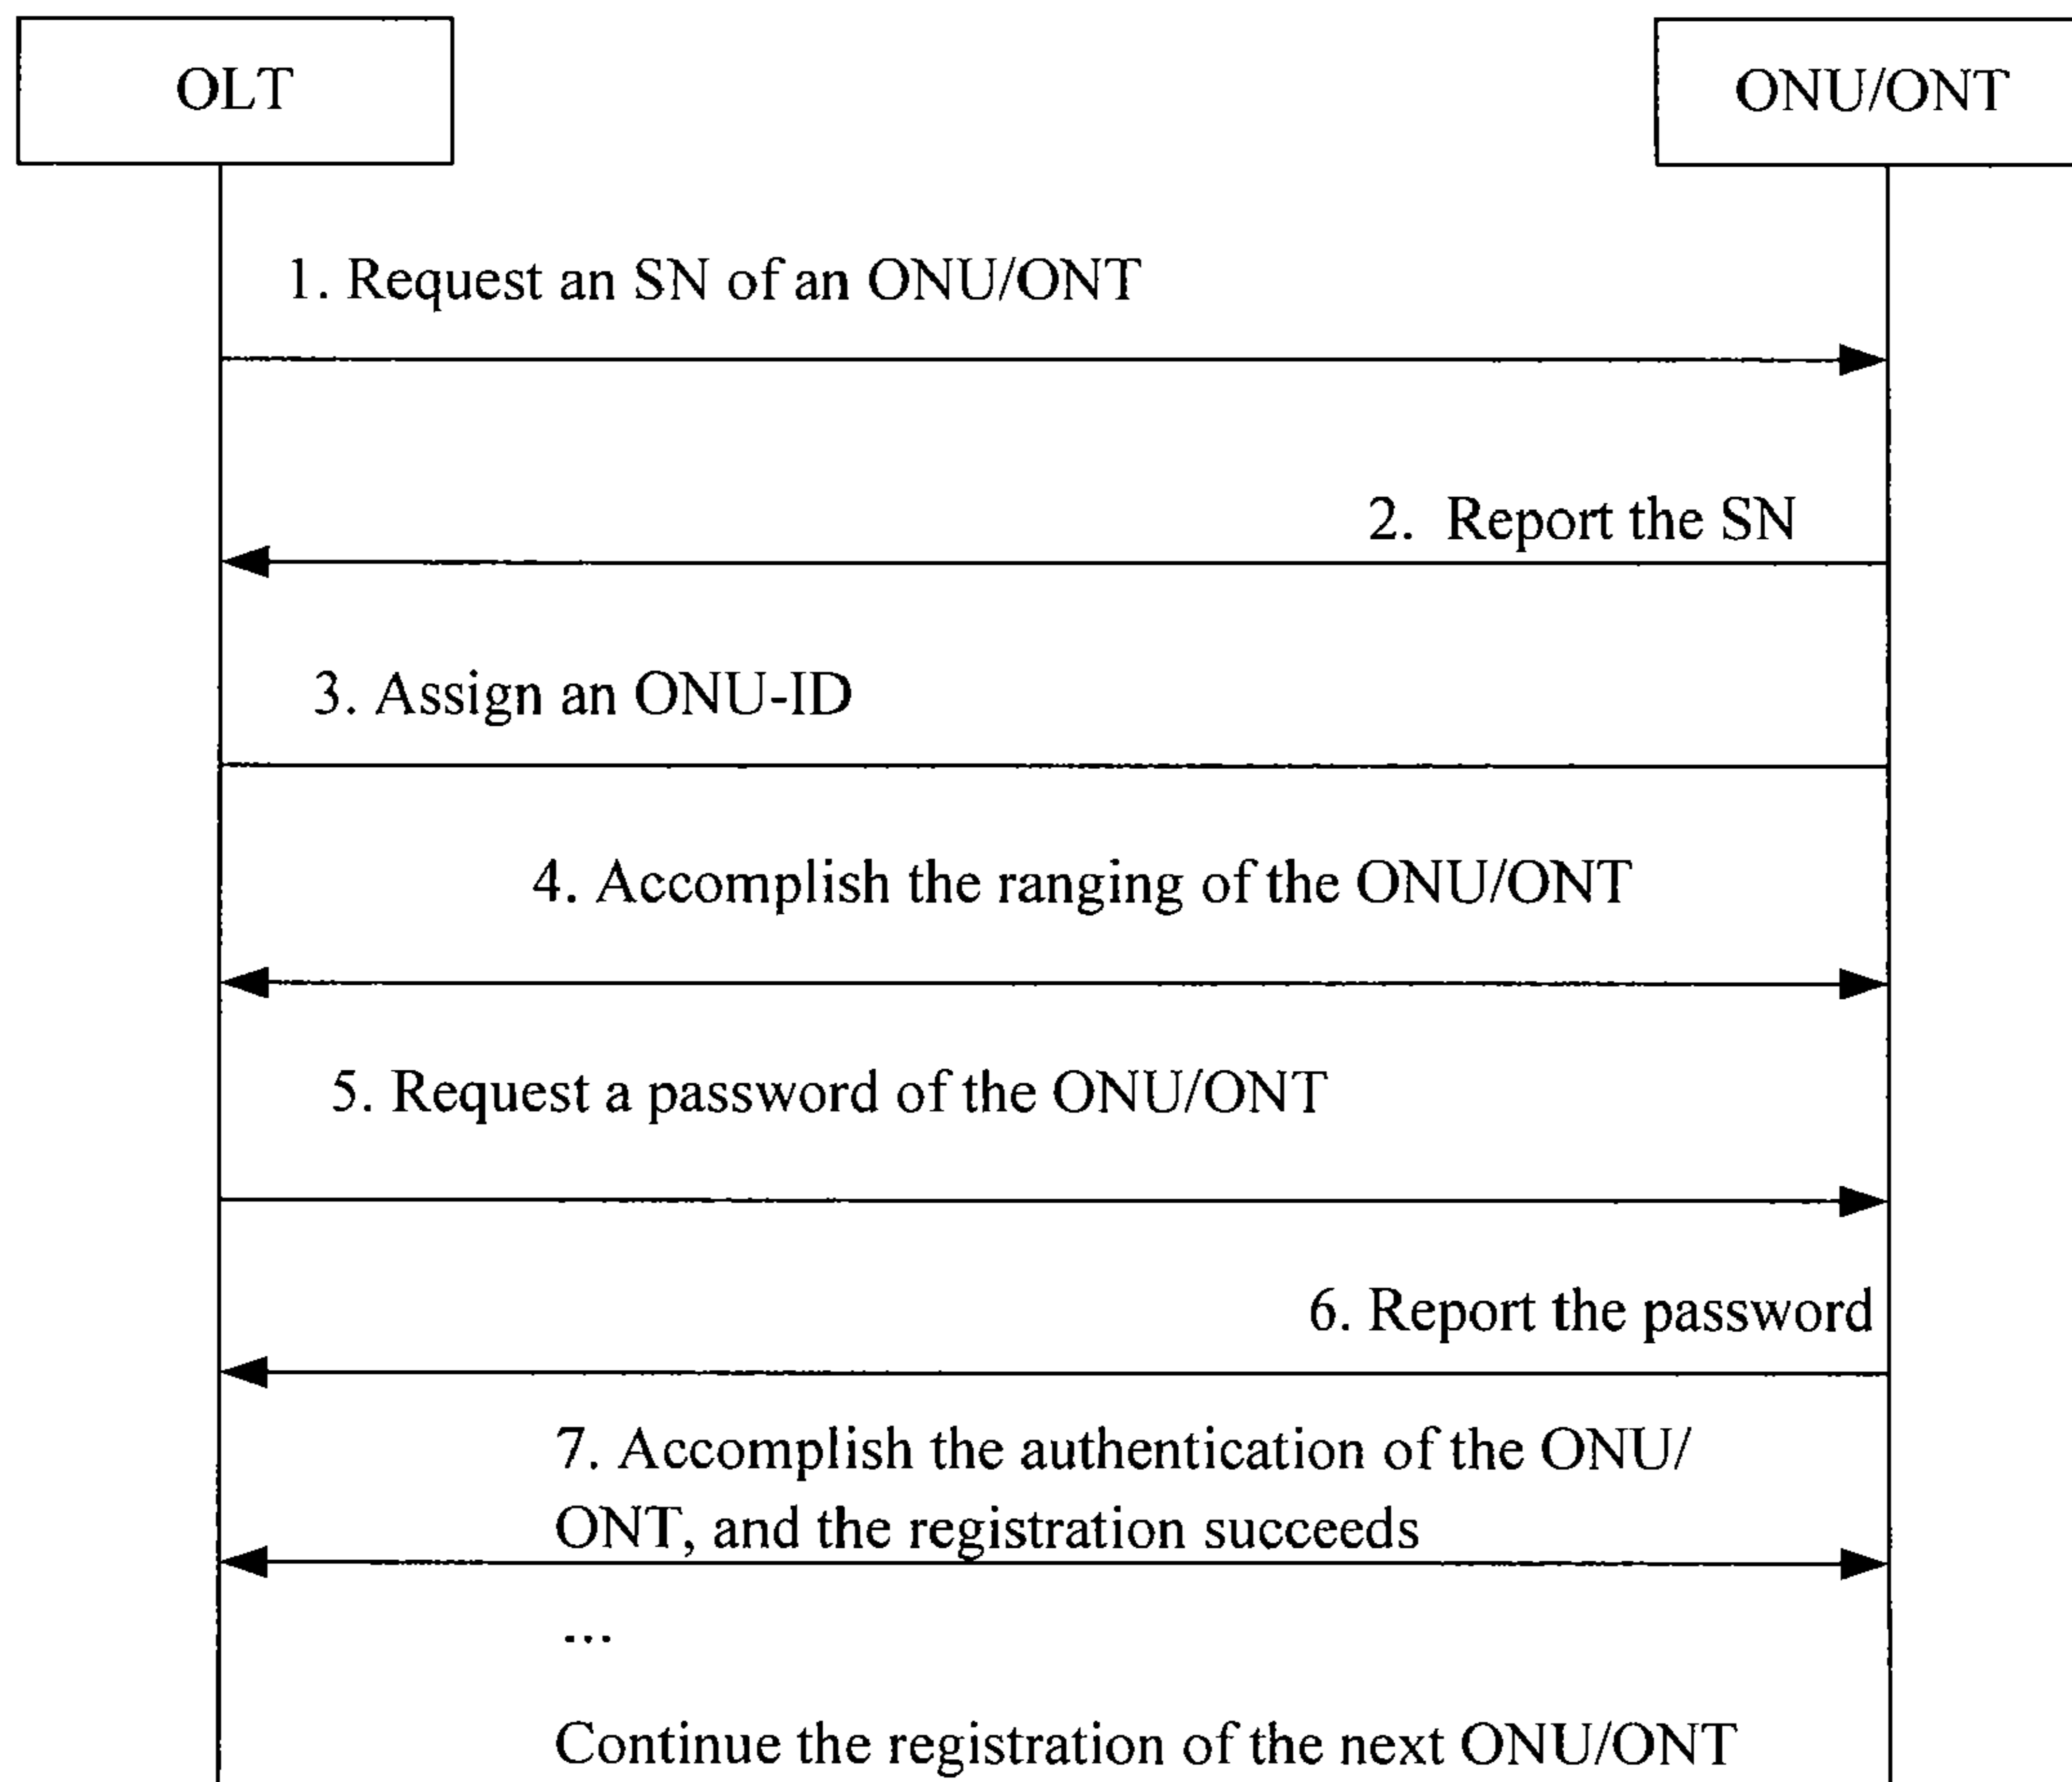 OLT
ONU/ONT
1. Request an SN of an ONU/ONT
2. Report the SN
3. Assign an ONU-ID
4. Accomplish the ranging of the ONU/ONT
5. Request a password of the ONU/ONT
6. Report the password
7. Accomplish the authentication of the ONU/
ONT, and the registration succeeds
...
Continue the registration of the next ONU/ONT